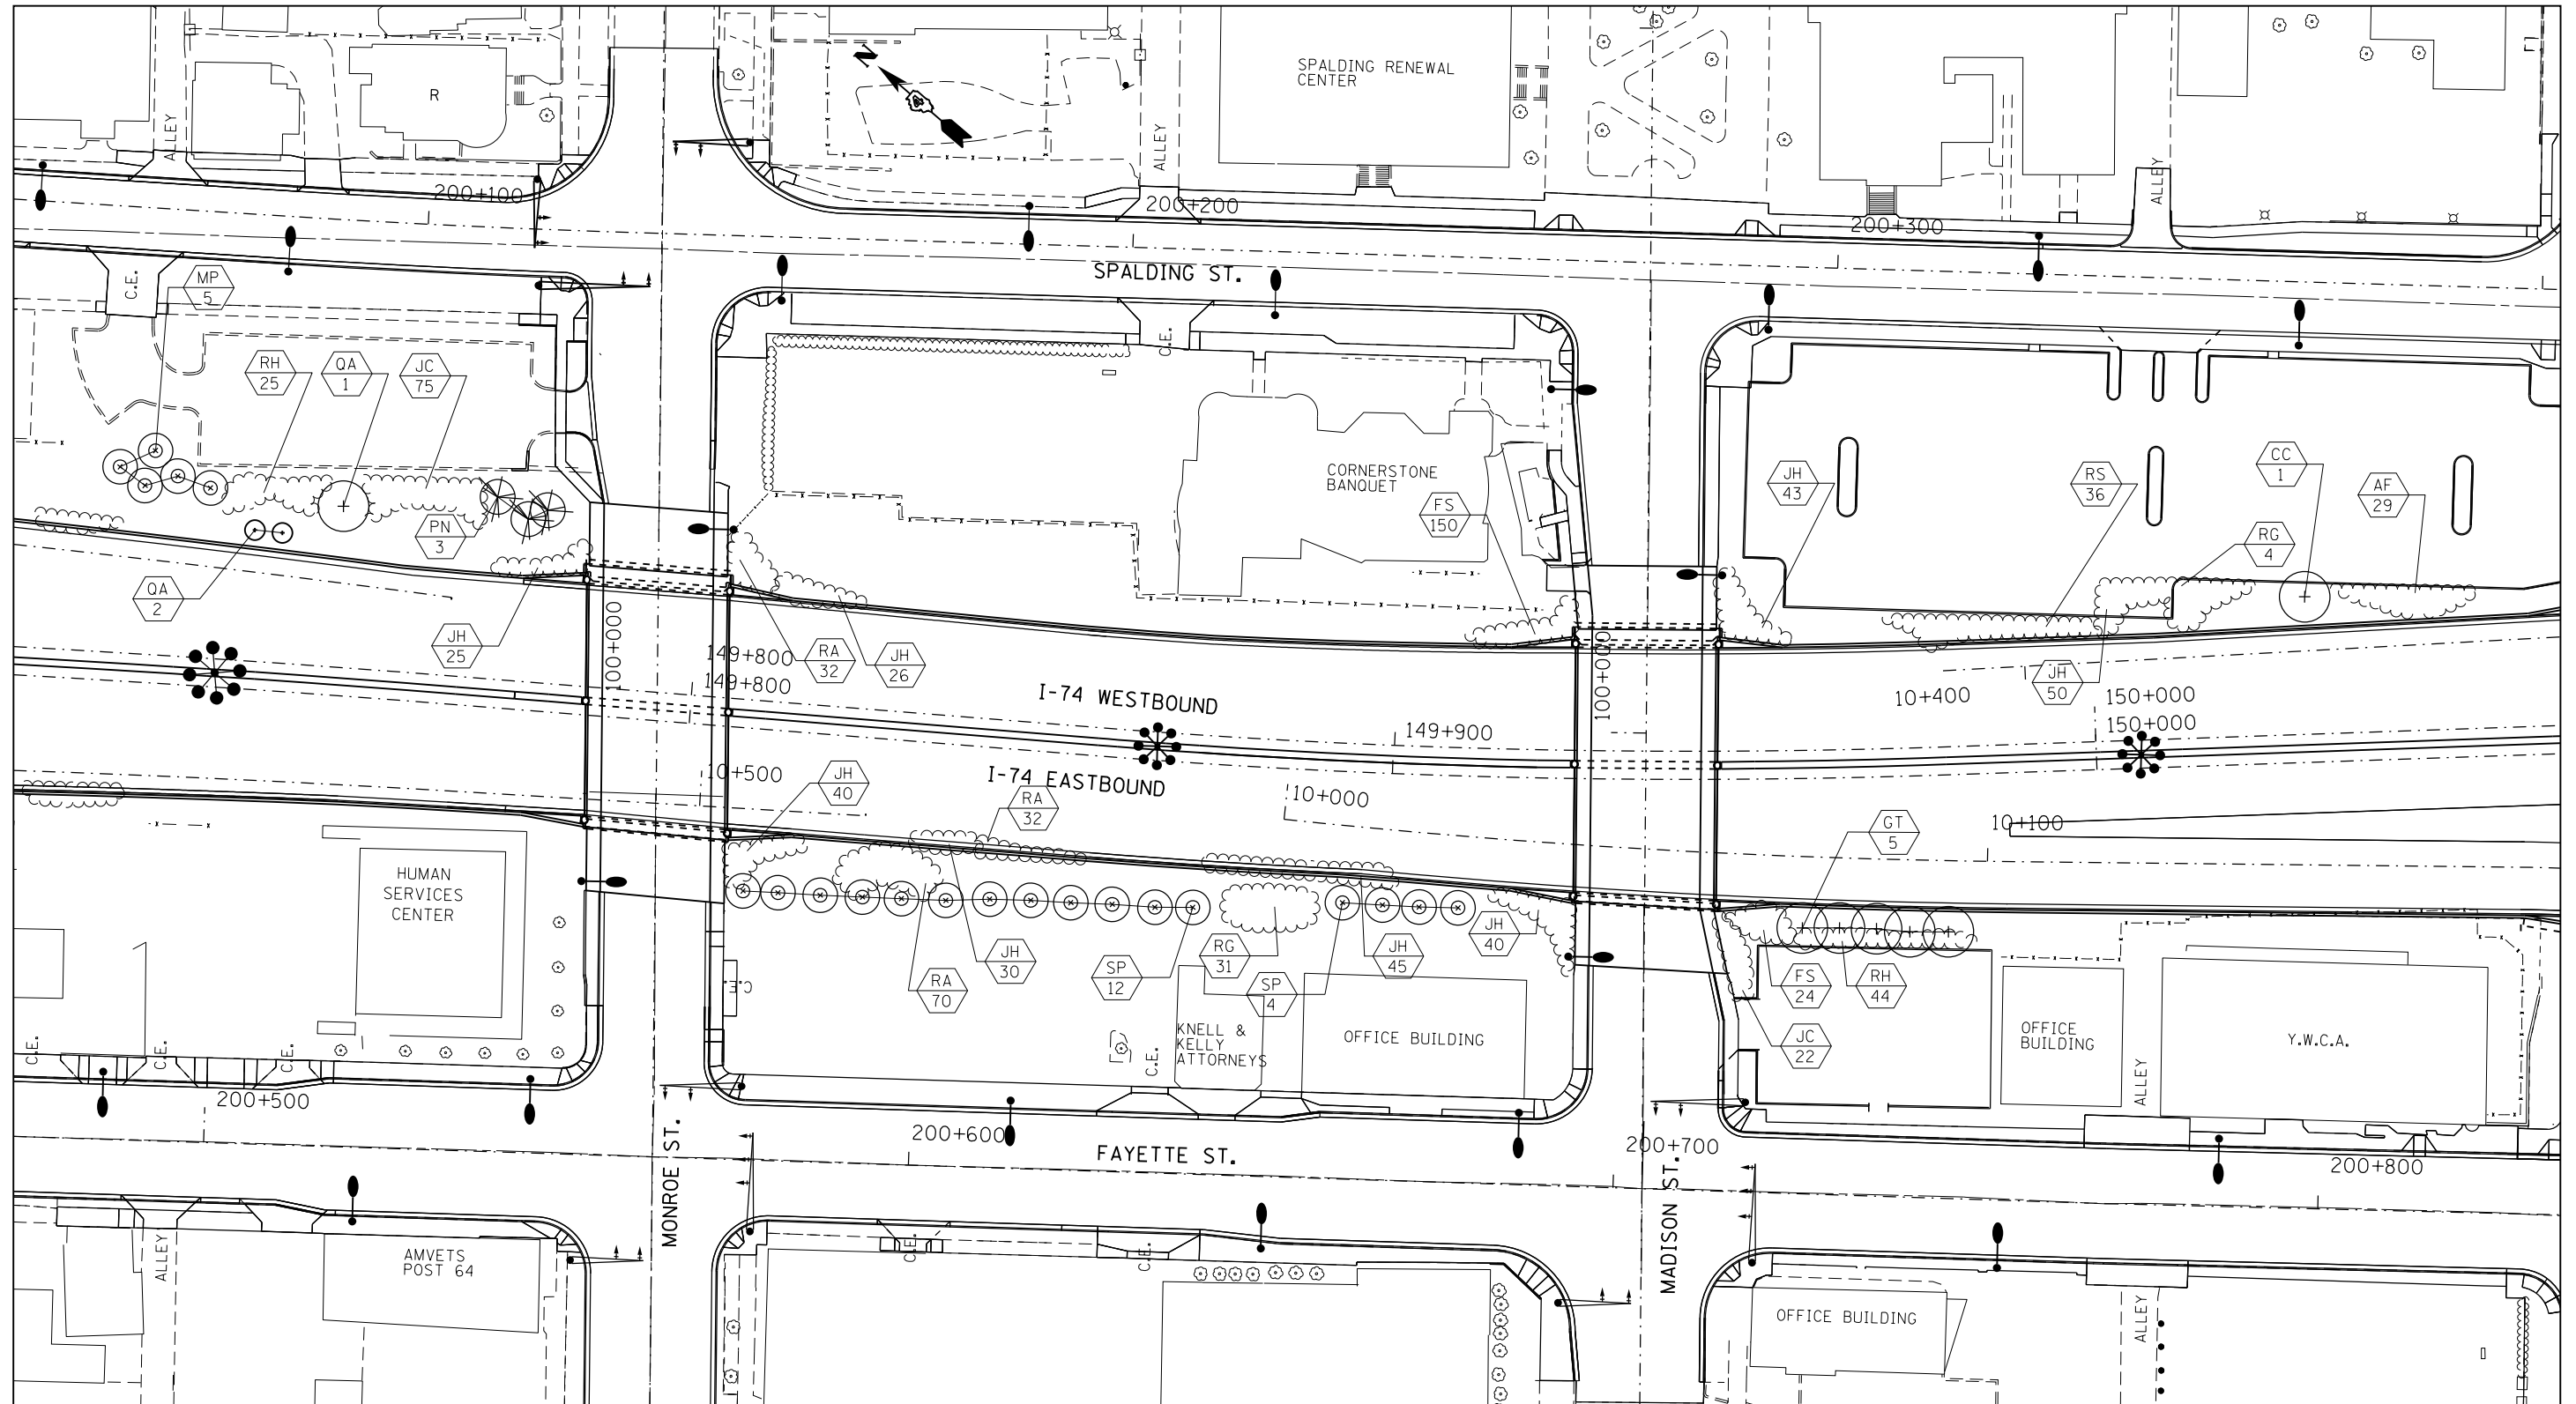 N
R
ALLEY
ALLEY
ALLEY
SPALDING RENEWAL
CENTER
200+100
200+200
200+300
SPALDING ST.
C.E.
MP
5
C.E.
RH
25
QA
1
JC
75
CORNERSTONE
BANQUET
FS
150
JH
43
RS
36
CC
1
AF
29
RG
4
PN
3
QA
2
JH
25
100+000
149+800
149+800
RA
32
JH
26
100+000
JH
50
10+400
150+000
150+000
I-74 WESTBOUND
149+900
I-74 EASTBOUND
10+500
JH
40
RA
32
10+000
GT
5
10+100
HUMAN
SERVICES
CENTER
JH
30
RA
70
SP
12
RG
31
SP
4
JH
45
JH
40
FS
24
RH
44
JC
22
C.E.
KNELL &
KELLY
ATTORNEYS
OFFICE BUILDING
OFFICE
BUILDING
Y.W.C.A.
C.E.
C.E.
C.E.
C.E.
ALLEY
200+500
200+600
200+700
200+800
MONROE ST.
FAYETTE ST.
MADISON ST.
ALLEY
AMVETS
POST 64
C.E.
C.E.
OFFICE BUILDING
ALLEY